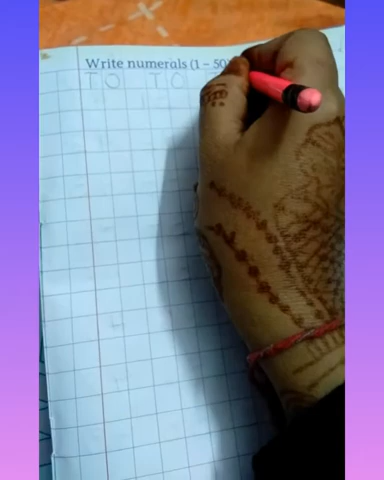 Write numerals (1 – 50)
T O T O